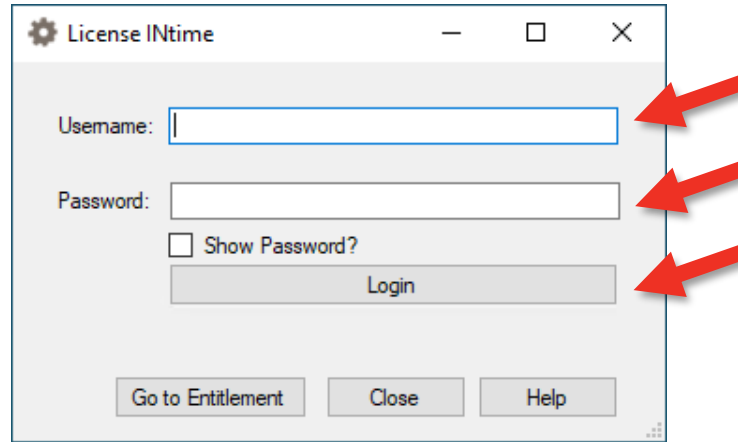 License INtime
Username:
Password:
Show Password?
Login
Go to Entitlement Close Help